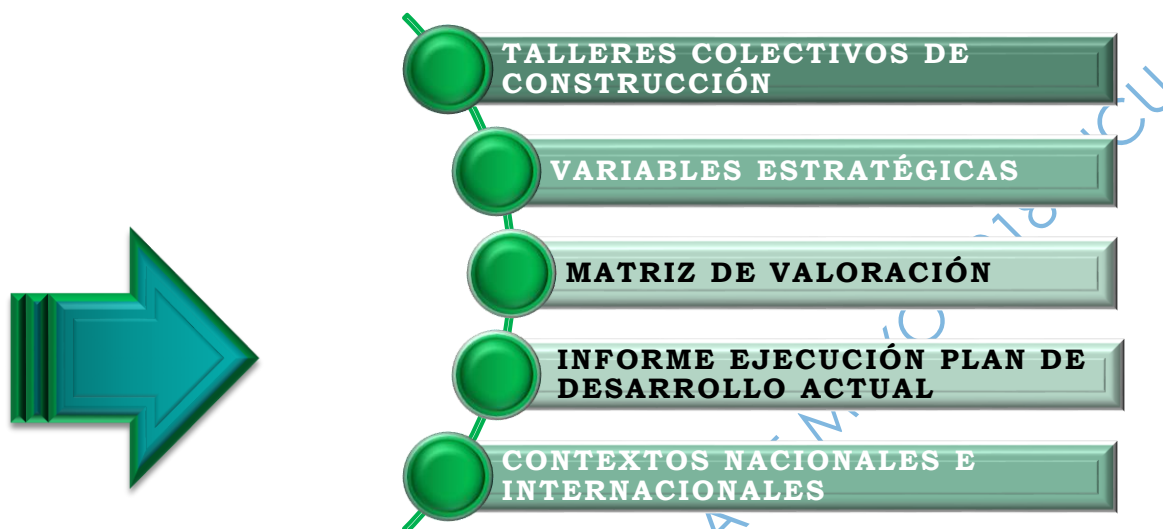 TALLERES COLECTIVOS DE
CONSTRUCCIÓN
VARIABLES ESTRATÉGICAS
MATRIZ DE VALORACIÓN
INFORME EJECUCIÓN PLAN DE
DESARROLLO ACTUAL
CONTEXTOS NACIONALES E
INTERNACIONALES